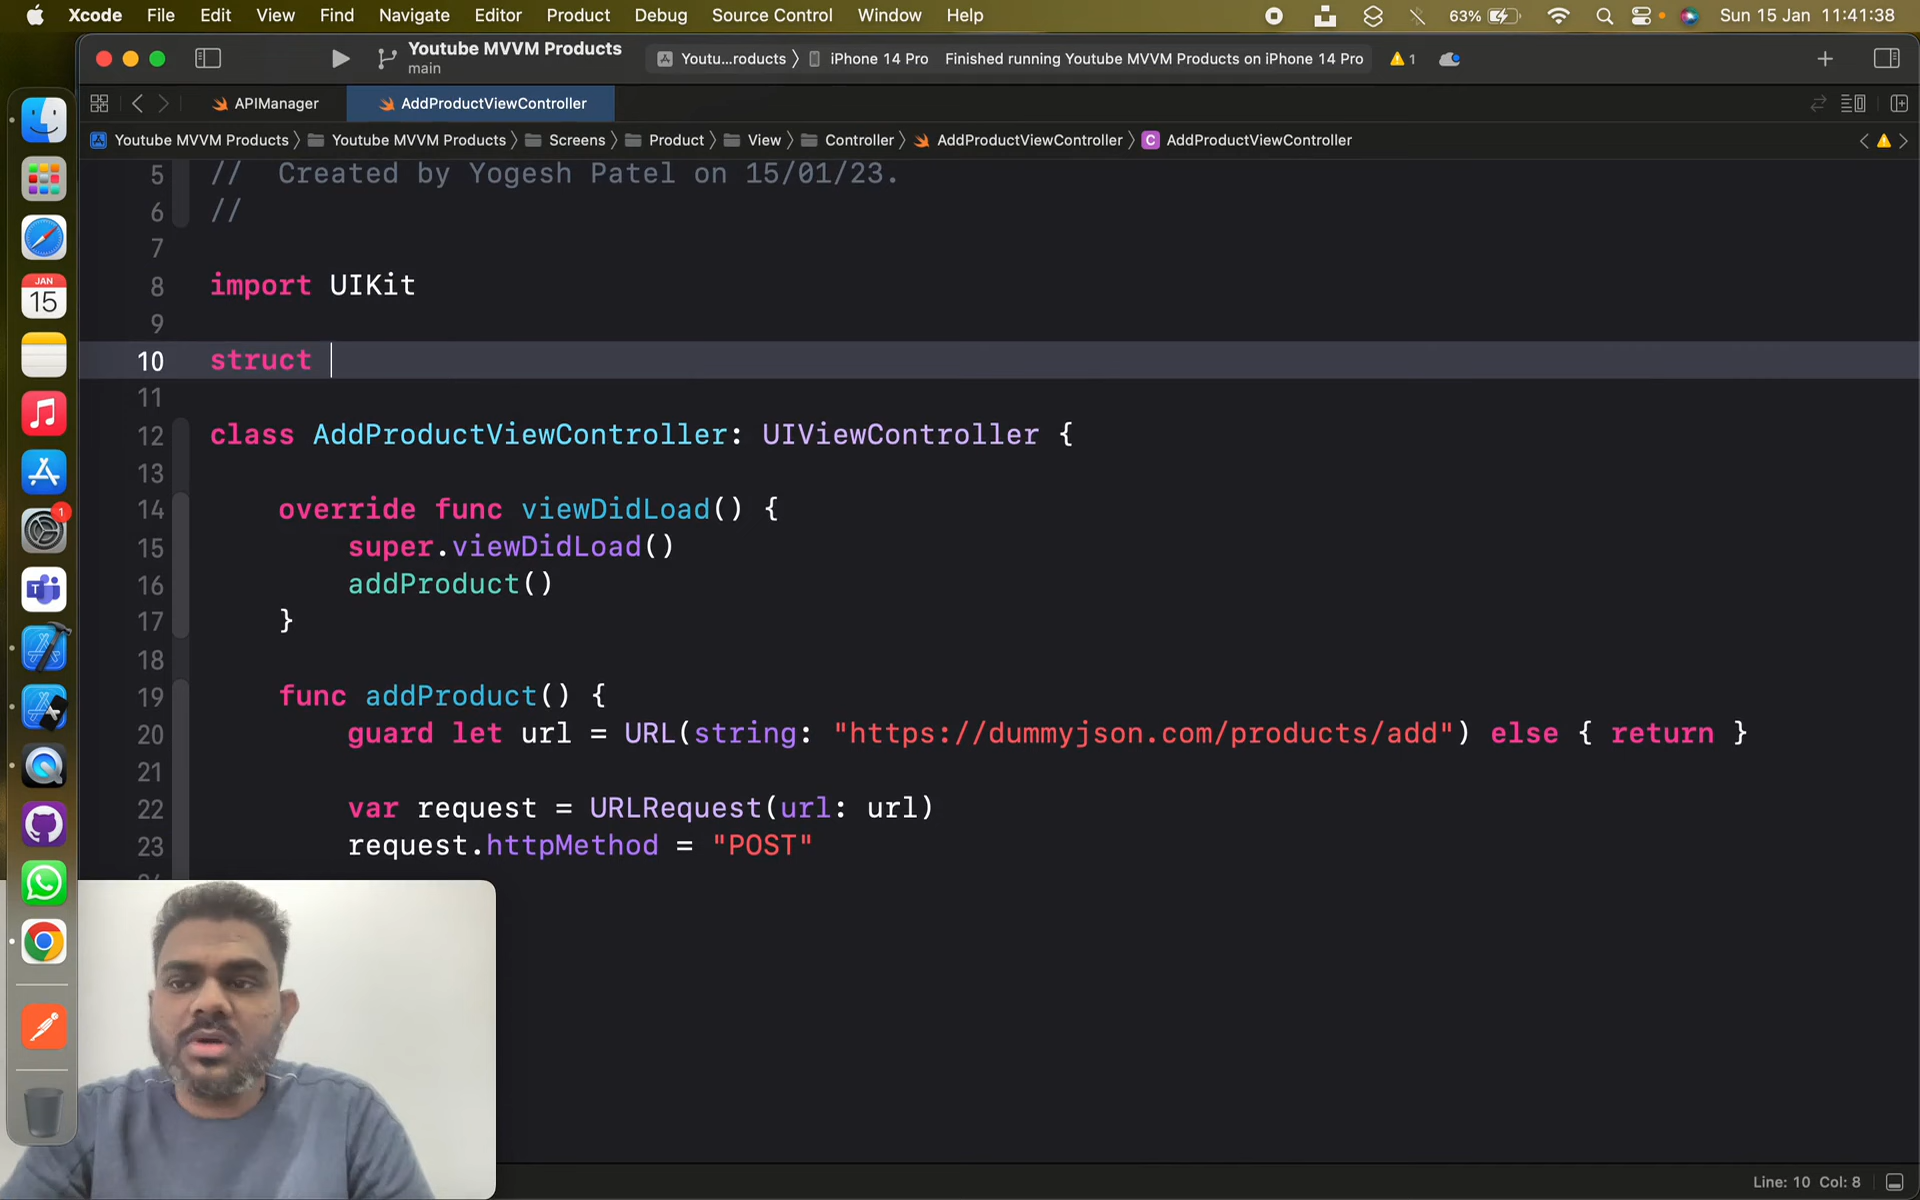 Xcode File Edit View Find Navigate Editor Product Debug Source Control Window Help 63% Sun 15 Jan 11:41:38
Youtube MVVM Products
main
Youtu...roducts 〉 iPhone 14 Pro Finished running Youtube MVVM Products on iPhone 14 Pro 1
APIManager AddProductViewController
Youtube MVVM Products 〉 Youtube MVVM Products 〉 Screens 〉 Product 〉 View 〉 Controller 〉 AddProductViewController 〉 C AddProductViewController
5 //  Created by Yogesh Patel on 15/01/23.
6 //
7
8 import UIKit
9
10 struct
11
12 class AddProductViewController: UIViewController {
13
14 override func viewDidLoad() {
15 super.viewDidLoad()
16 addProduct()
17 }
18
19 func addProduct() {
20 guard let url = URL(string: "https://dummyjson.com/products/add") else { return }
21
22 var request = URLRequest(url: url)
23 request.httpMethod = "POST"
JAN
15
1
Line: 10 Col: 8